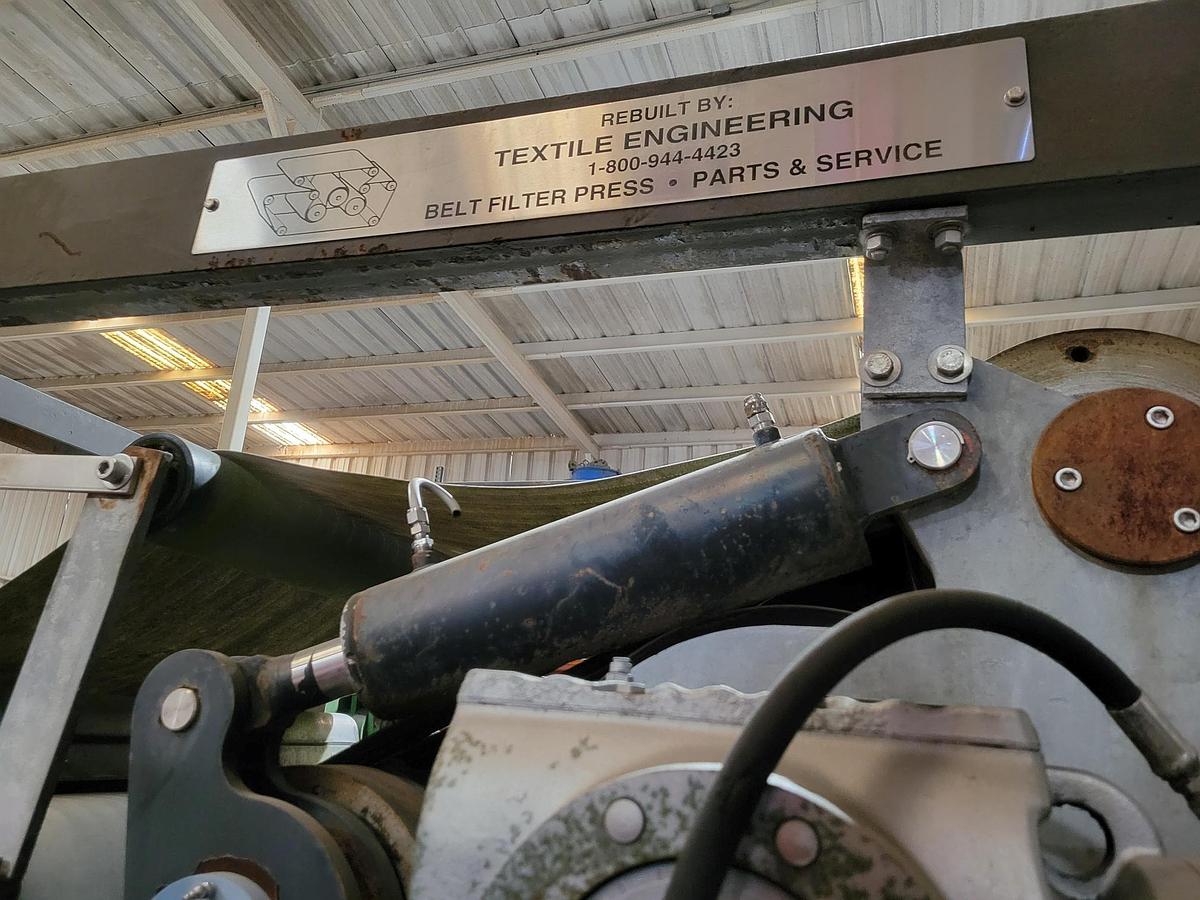 REBUILT BY:
TEXTILE ENGINEERING
1-800-944-4423
BELT FILTER PRESS • PARTS & SERVICE